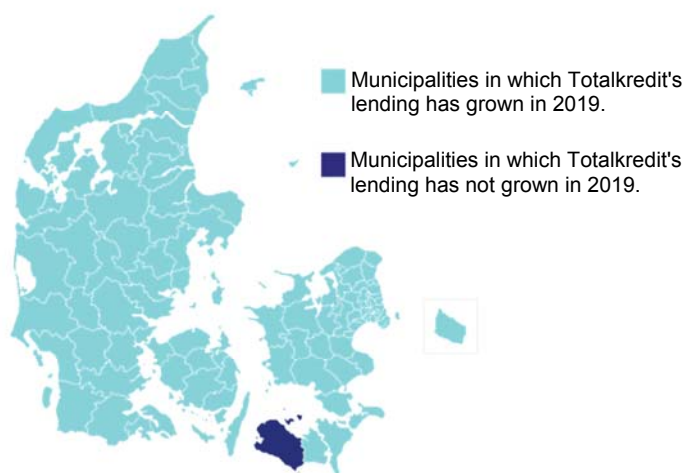 Municipalities in which Totalkredit's
lending has grown in 2019.
Municipalities in which Totalkredit's
lending has not grown in 2019.